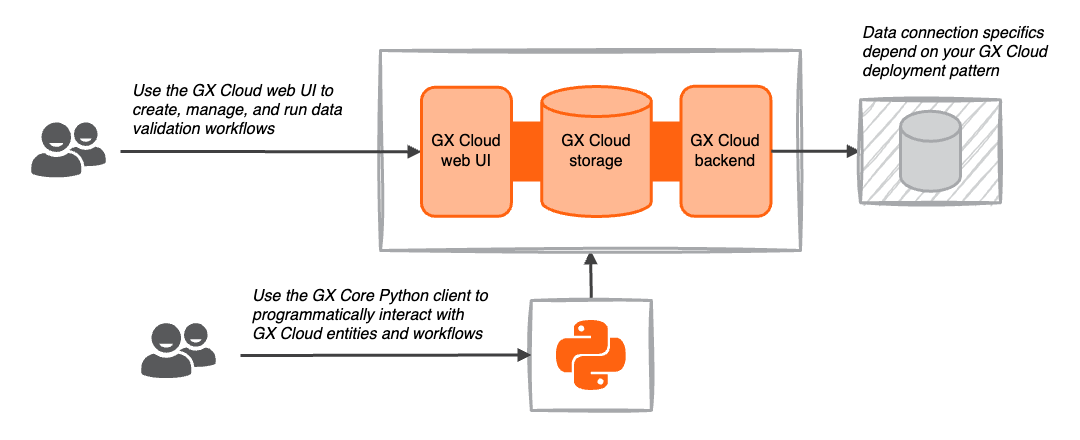 Data connection specifics
depend on your GX Cloud
deployment pattern
Use the GX Cloud web UI to
create, manage, and run data
validation workflows
GX Cloud
web UI
GX Cloud
storage
GX Cloud
backend
Use the GX Core Python client to
programmatically interact with
GX Cloud entities and workflows